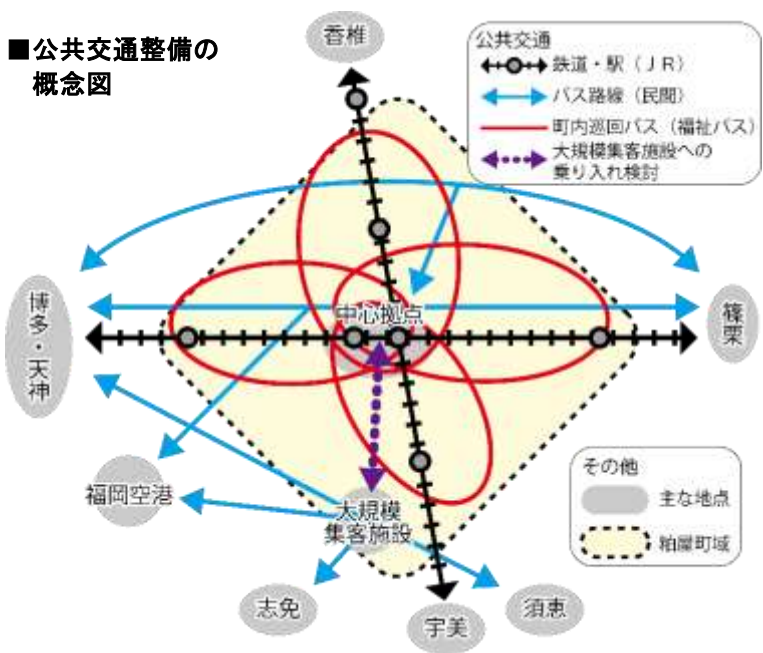 ■公共交通整備の
概念図
香椎
公共交通
鉄道・駅（ＪＲ）
バス路線（民間）
町内巡回バス（福祉バス）
大規模集客施設への
乗り入れ検討
博多・天神
中心拠点
篠栗
福岡空港
大規模
集客施設
その他
主な地点
粕屋町域
志免
宇美
須恵